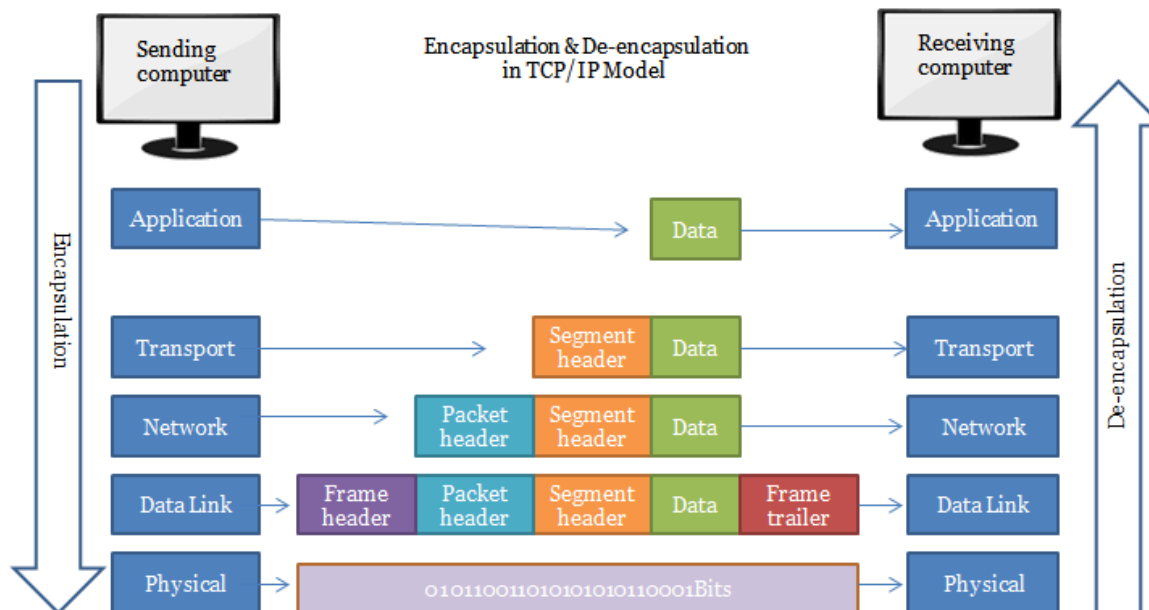 Sending
computer
Encapsulation & De-encapsulation
in TCP/IP Model
Receiving
computer
Encapsulation
De-encapsulation
Application
Data
Application
Transport
Segment
header
Data
Transport
Network
Packet
header
Segment
header
Data
Network
Data Link
Frame
header
Packet
header
Segment
header
Data
Frame
trailer
Data Link
Physical
0101100110101010110001Bits
Physical